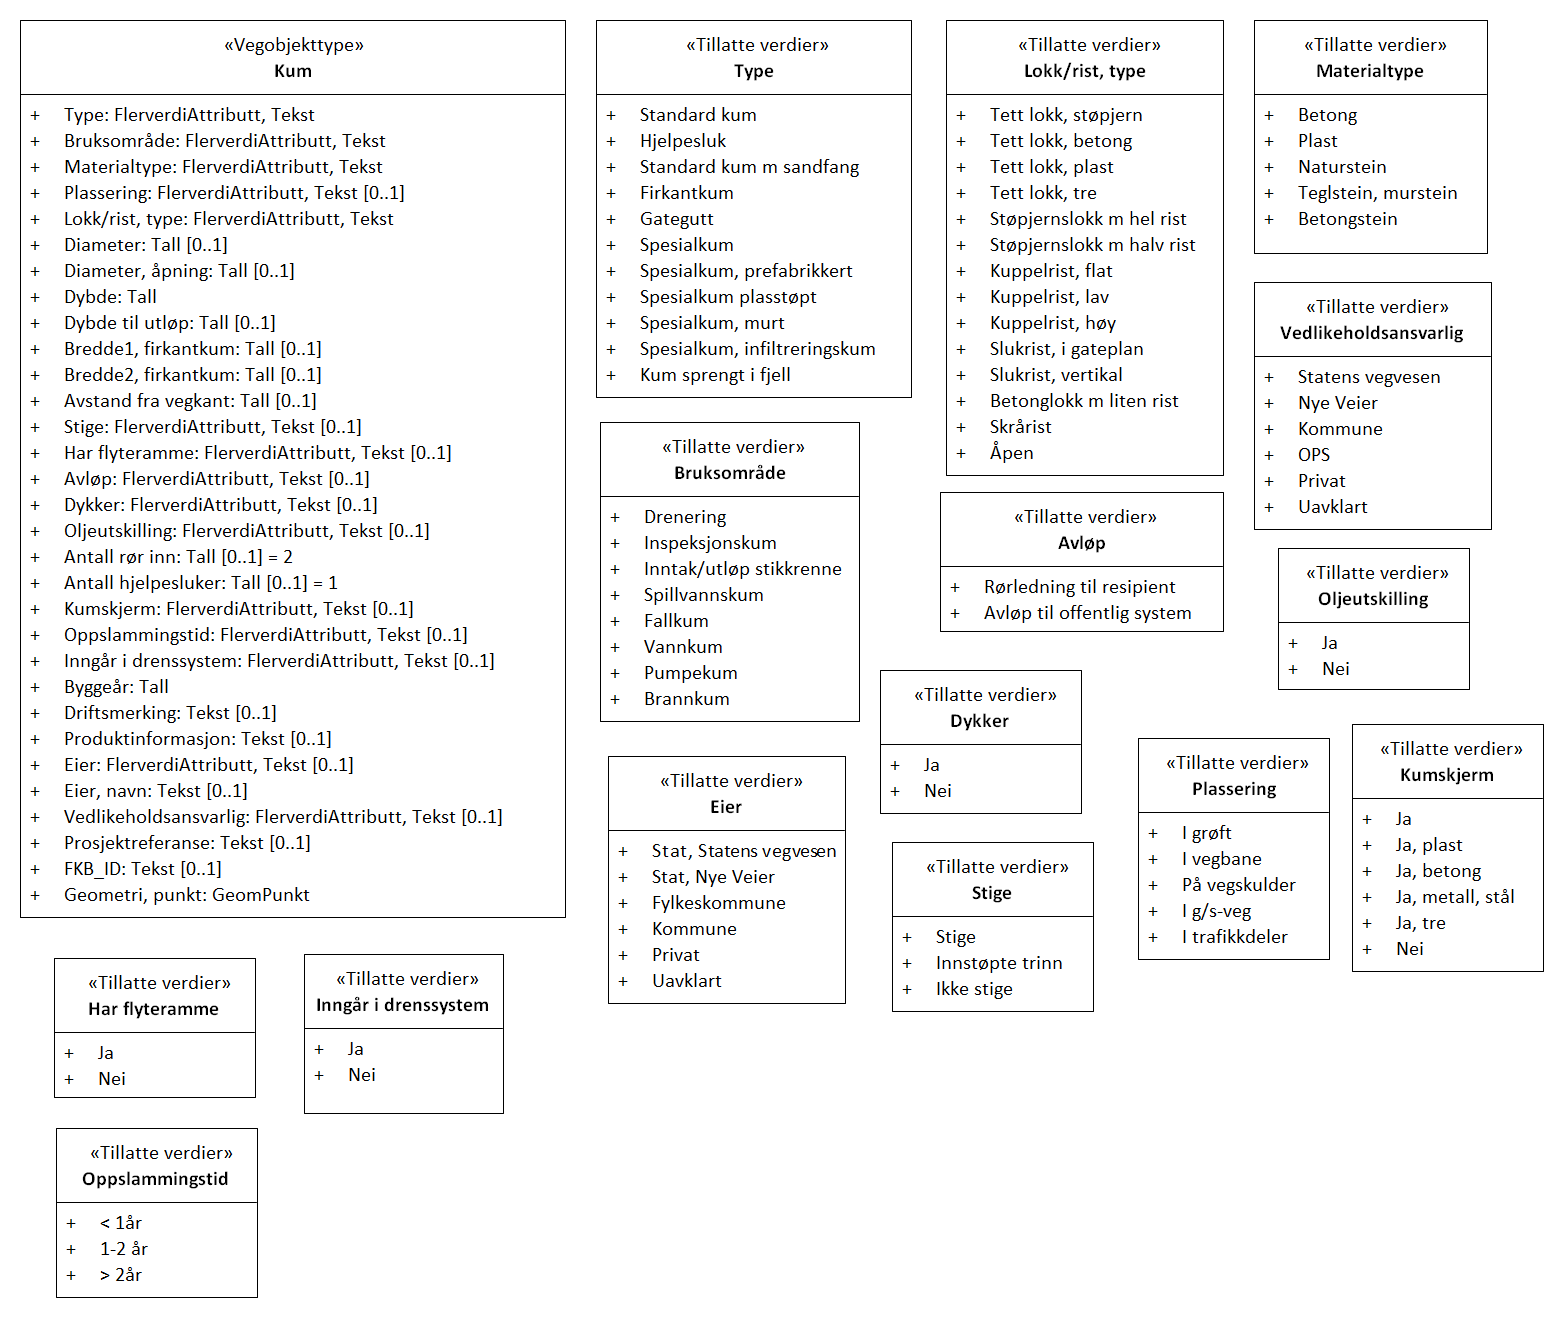 «Vegobjekttype»
Kum
+ Type: FlerverdiAttributt, Tekst
+ Bruksområde: FlerverdiAttributt, Tekst
+ Materialtype: FlerverdiAttributt, Tekst
+ Plassering: FlerverdiAttributt, Tekst [0..1]
+ Lokk/rist, type: FlerverdiAttributt, Tekst
+ Diameter: Tall [0..1]
+ Diameter, åpning: Tall [0..1]
+ Dybde: Tall
+ Dybde til utløp: Tall [0..1]
+ Bredde1, firkantkum: Tall [0..1]
+ Bredde2, firkantkum: Tall [0..1]
+ Avstand fra vegkant: Tall [0..1]
+ Stige: FlerverdiAttributt, Tekst [0..1]
+ Har flyteramme: FlerverdiAttributt, Tekst [0..1]
+ Avløp: FlerverdiAttributt, Tekst [0..1]
+ Dykker: FlerverdiAttributt, Tekst [0..1]
+ Oljeutskilling: FlerverdiAttributt, Tekst [0..1]
+ Antall rør inn: Tall [0..1] = 2
+ Antall hjelpesluker: Tall [0..1] = 1
+ Kumskjerm: FlerverdiAttributt, Tekst [0..1]
+ Oppslammingstid: FlerverdiAttributt, Tekst [0..1]
+ Inngår i drenssystem: FlerverdiAttributt, Tekst [0..1]
+ Byggeår: Tall
+ Driftsmerking: Tekst [0..1]
+ Produktinformasjon: Tekst [0..1]
+ Eier: FlerverdiAttributt, Tekst [0..1]
+ Eier, navn: Tekst [0..1]
+ Vedlikeholdsansvarlig: FlerverdiAttributt, Tekst [0..1]
+ Prosjektreferanse: Tekst [0..1]
+ FKB_ID: Tekst [0..1]
+ Geometri, punkt: GeomPunkt
«Tillatte verdier»
Type
+ Standard kum
+ Hjelpesluk
+ Standard kum m sandfang
+ Firkantkum
+ Gategutt
+ Spesialkum
+ Spesialkum, prefabrikkert
+ Spesialkum plasstøpt
+ Spesialkum, murt
+ Spesialkum, infiltreringskum
+ Kum sprengt i fjell
«Tillatte verdier»
Lokk/rist, type
+ Tett lokk, støpjern
+ Tett lokk, betong
+ Tett lokk, plast
+ Tett lokk, tre
+ Støpjernslokk m hel rist
+ Støpjernslokk m halv rist
+ Kuppelrist, flat
+ Kuppelrist, lav
+ Kuppelrist, høy
+ Slukrist, i gateplan
+ Slukrist, vertikal
+ Betonglokk m liten rist
+ Skrårist
+ Åpen
«Tillatte verdier»
Materialtype
+ Betong
+ Plast
+ Naturstein
+ Teglstein, murstein
+ Betongstein
«Tillatte verdier»
Vedlikeholdsansvarlig
+ Statens vegvesen
+ Nye Veier
+ Kommune
+ OPS
+ Privat
+ Uavklart
«Tillatte verdier»
Bruksområde
+ Drenering
+ Inspeksjonskum
+ Inntak/utløp stikkrenne
+ Spillvannskum
+ Fallkum
+ Vannkum
+ Pumpekum
+ Brannkum
«Tillatte verdier»
Avløp
+ Rørledning til resipient
+ Avløp til offentlig system
«Tillatte verdier»
Oljeutskilling
+ Ja
+ Nei
«Tillatte verdier»
Dykker
+ Ja
+ Nei
«Tillatte verdier»
Eier
+ Stat, Statens vegvesen
+ Stat, Nye Veier
+ Fylkeskommune
+ Kommune
+ Privat
+ Uavklart
«Tillatte verdier»
Stige
+ Stige
+ Innstøpte trinn
+ Ikke stige
«Tillatte verdier»
Plassering
+ I grøft
+ I vegbane
+ På vegskulder
+ I g/s-veg
+ I trafikkdeler
«Tillatte verdier»
Kumskjerm
+ Ja
+ Ja, plast
+ Ja, betong
+ Ja, metall, stål
+ Ja, tre
+ Nei
«Tillatte verdier»
Har flyteramme
+ Ja
+ Nei
«Tillatte verdier»
Inngår i drenssystem
+ Ja
+ Nei
«Tillatte verdier»
Oppslammingstid
+ < 1år
+ 1-2 år
+ > 2år